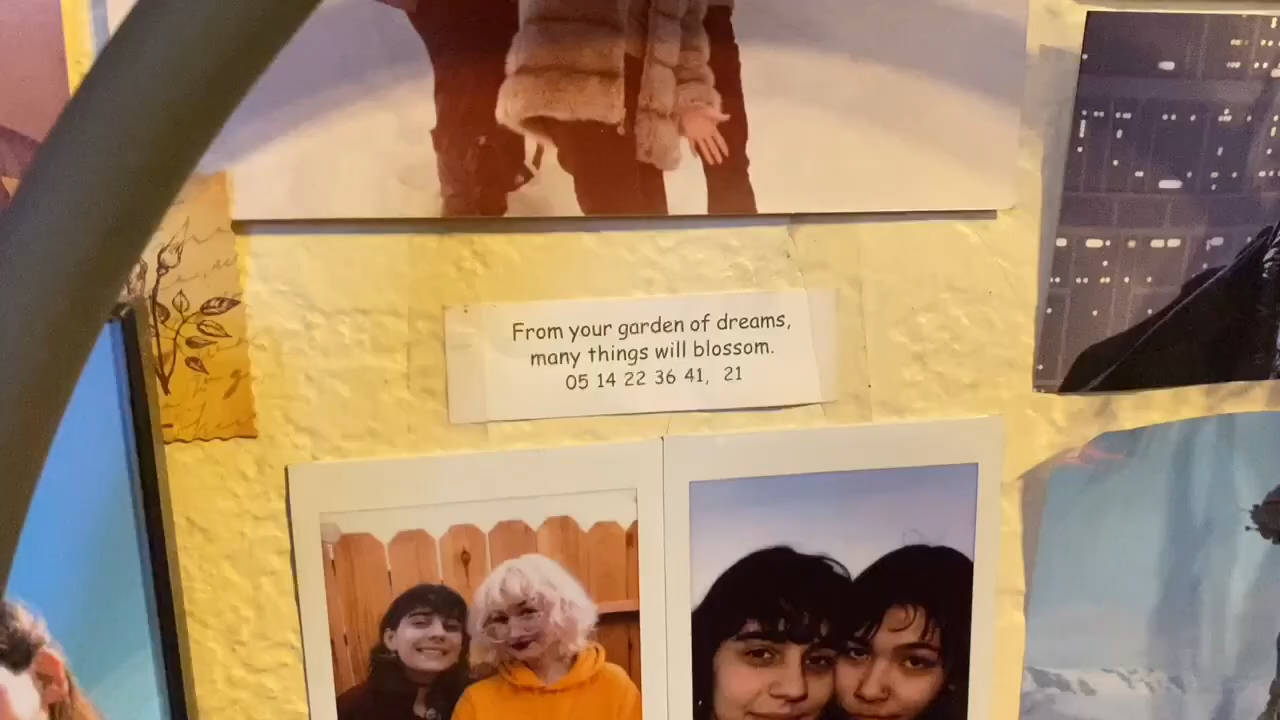 From your garden of dreams,
many things will blossom.
05 14 22 36 41, 21